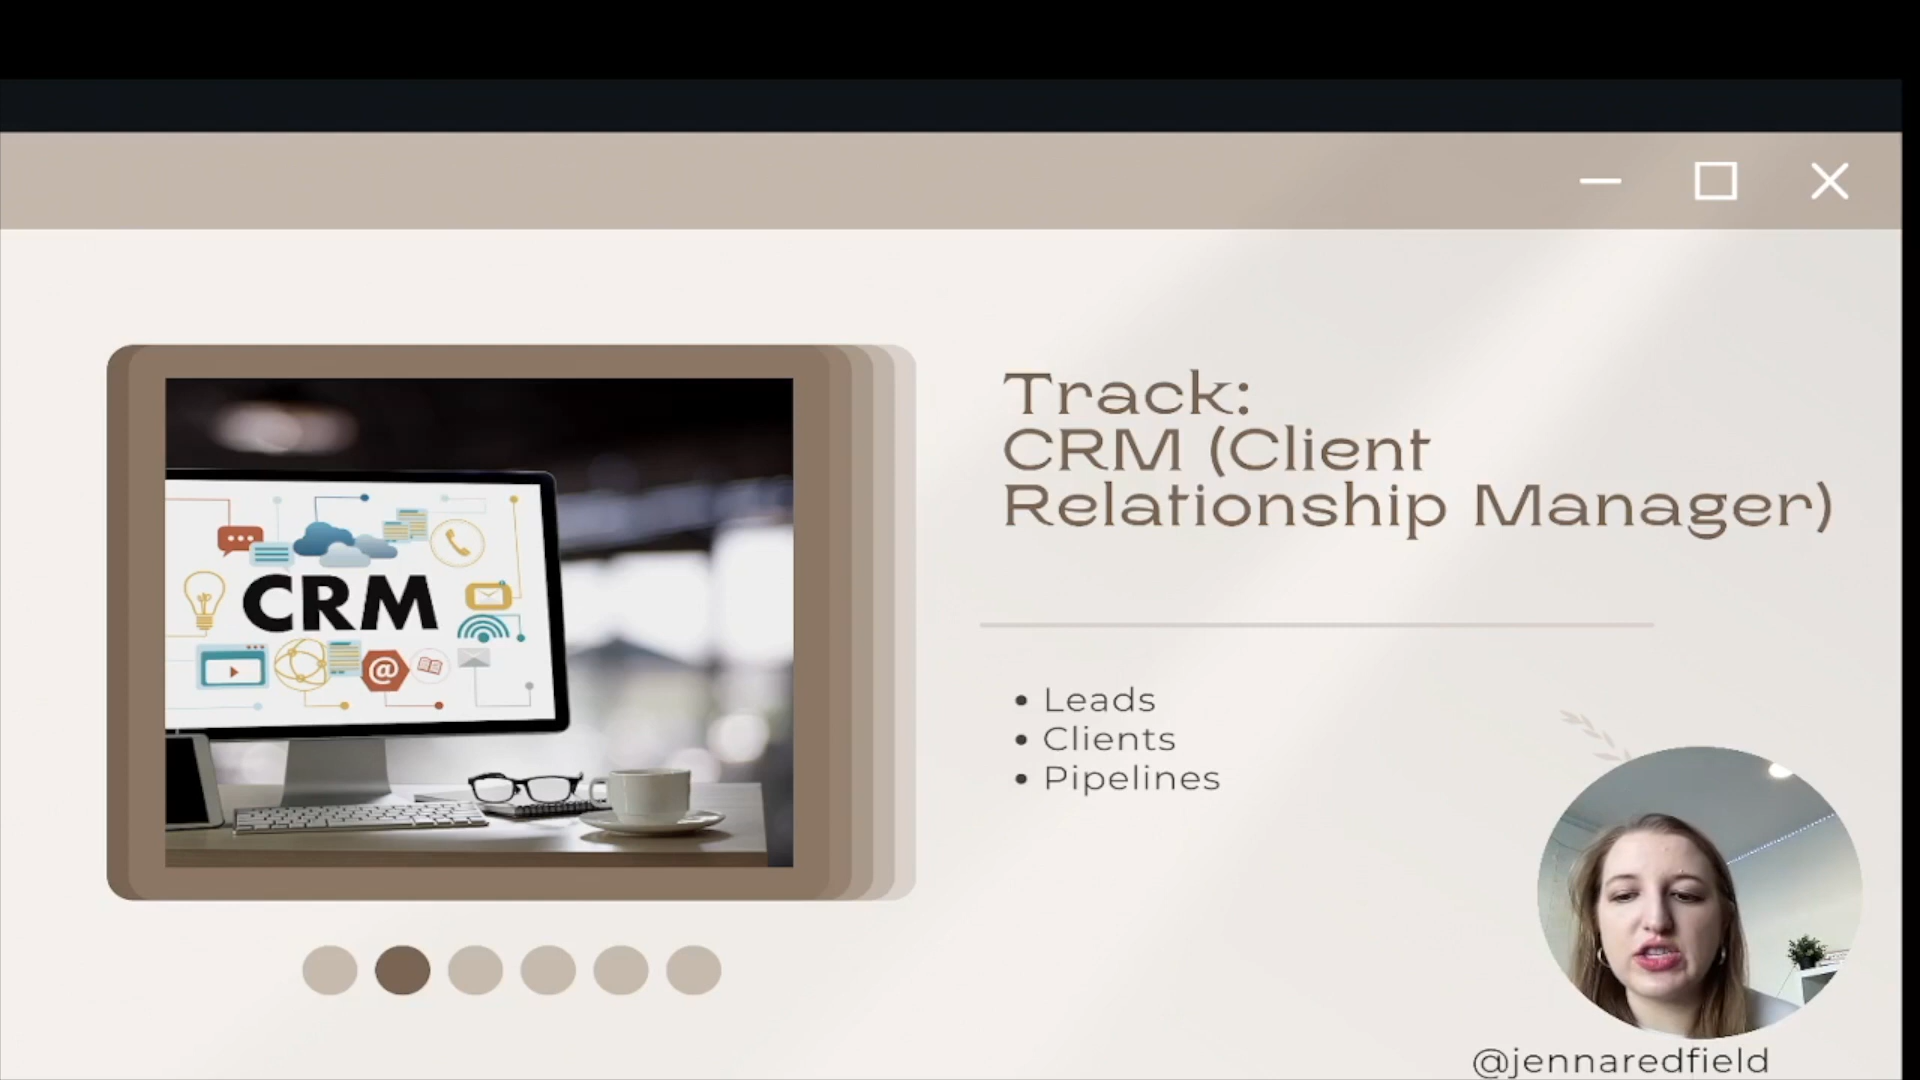 Track:
CRM (Client
Relationship Manager)
CRM
@
• Leads
• Clients
• Pipelines
@jennaredfield